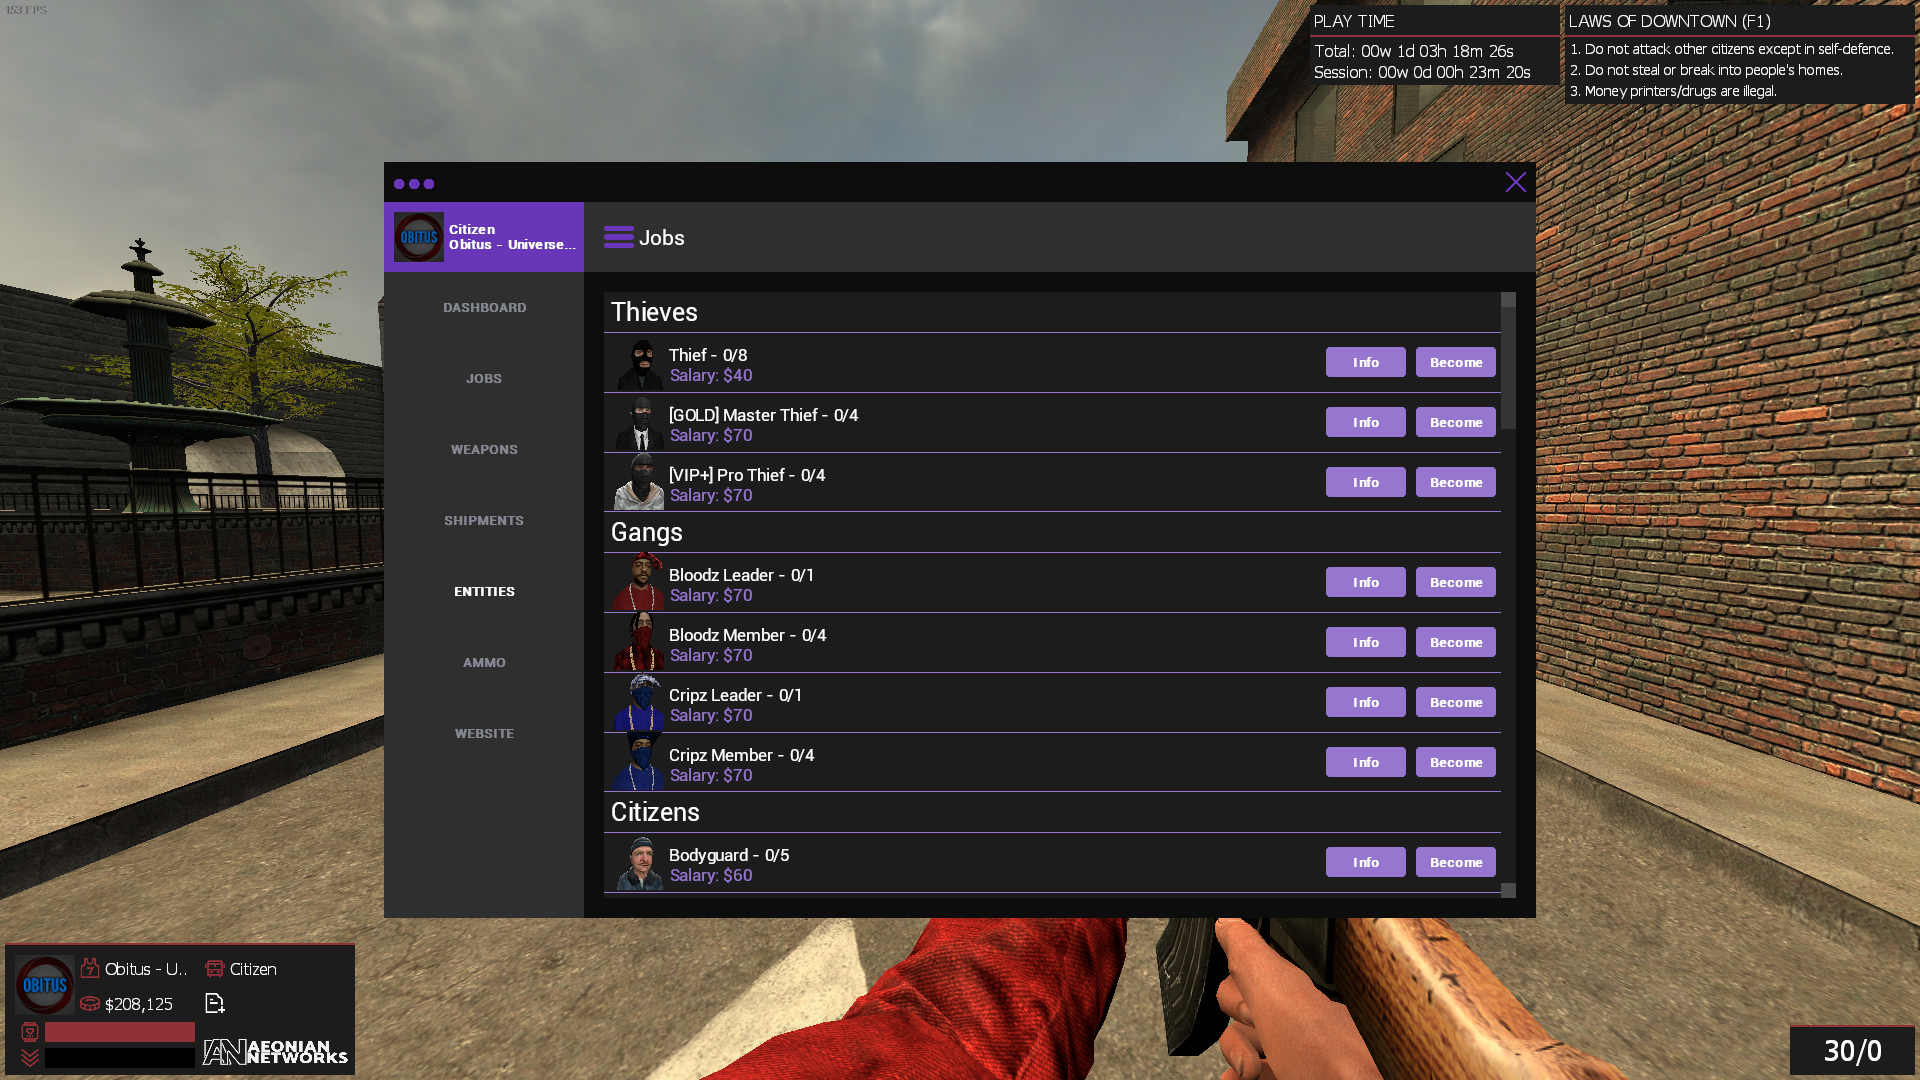 153 FPS
PLAY TIME
Total: 00w 1d 03h 18m 26s
Session: 00w 0d 00h 23m 20s
LAWS OF DOWNTOWN (F1)
1. Do not attack other citizens except in self-defence.
2. Do not steal or break into people's homes.
3. Money printers/drugs are illegal.
OBITUS
Citizen
Obitus - Universe...
Jobs
DASHBOARD
JOBS
WEAPONS
SHIPMENTS
ENTITIES
AMMO
WEBSITE
Thieves
Thief - 0/8
Salary: $40
Info Become
[GOLD] Master Thief - 0/4
Salary: $70
Info Become
[VIP+] Pro Thief - 0/4
Salary: $70
Info Become
Gangs
Bloodz Leader - 0/1
Salary: $70
Info Become
Bloodz Member - 0/4
Salary: $70
Info Become
Cripz Leader - 0/1
Salary: $70
Info Become
Cripz Member - 0/4
Salary: $70
Info Become
Citizens
Bodyguard - 0/5
Salary: $60
Info Become
OBITUS
7 Obitus - U.. Citizen
$208,125
AN AEONIAN
NETWORKS
30/0